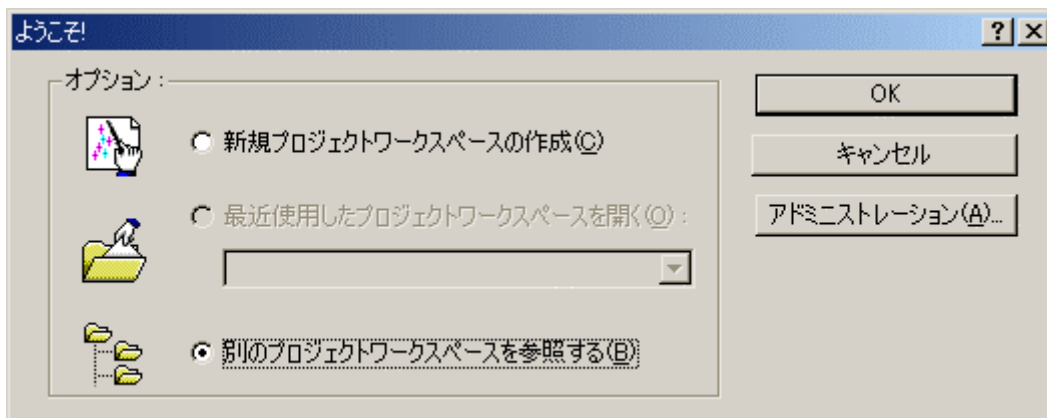 ようこそ!
オプション :
新規プロジェクトワークスペースの作成(C)
最近使用したプロジェクトワークスペースを開く(O) :
別のプロジェクトワークスペースを参照する(B)
OK
キャンセル
アドミニストレーション(A)...